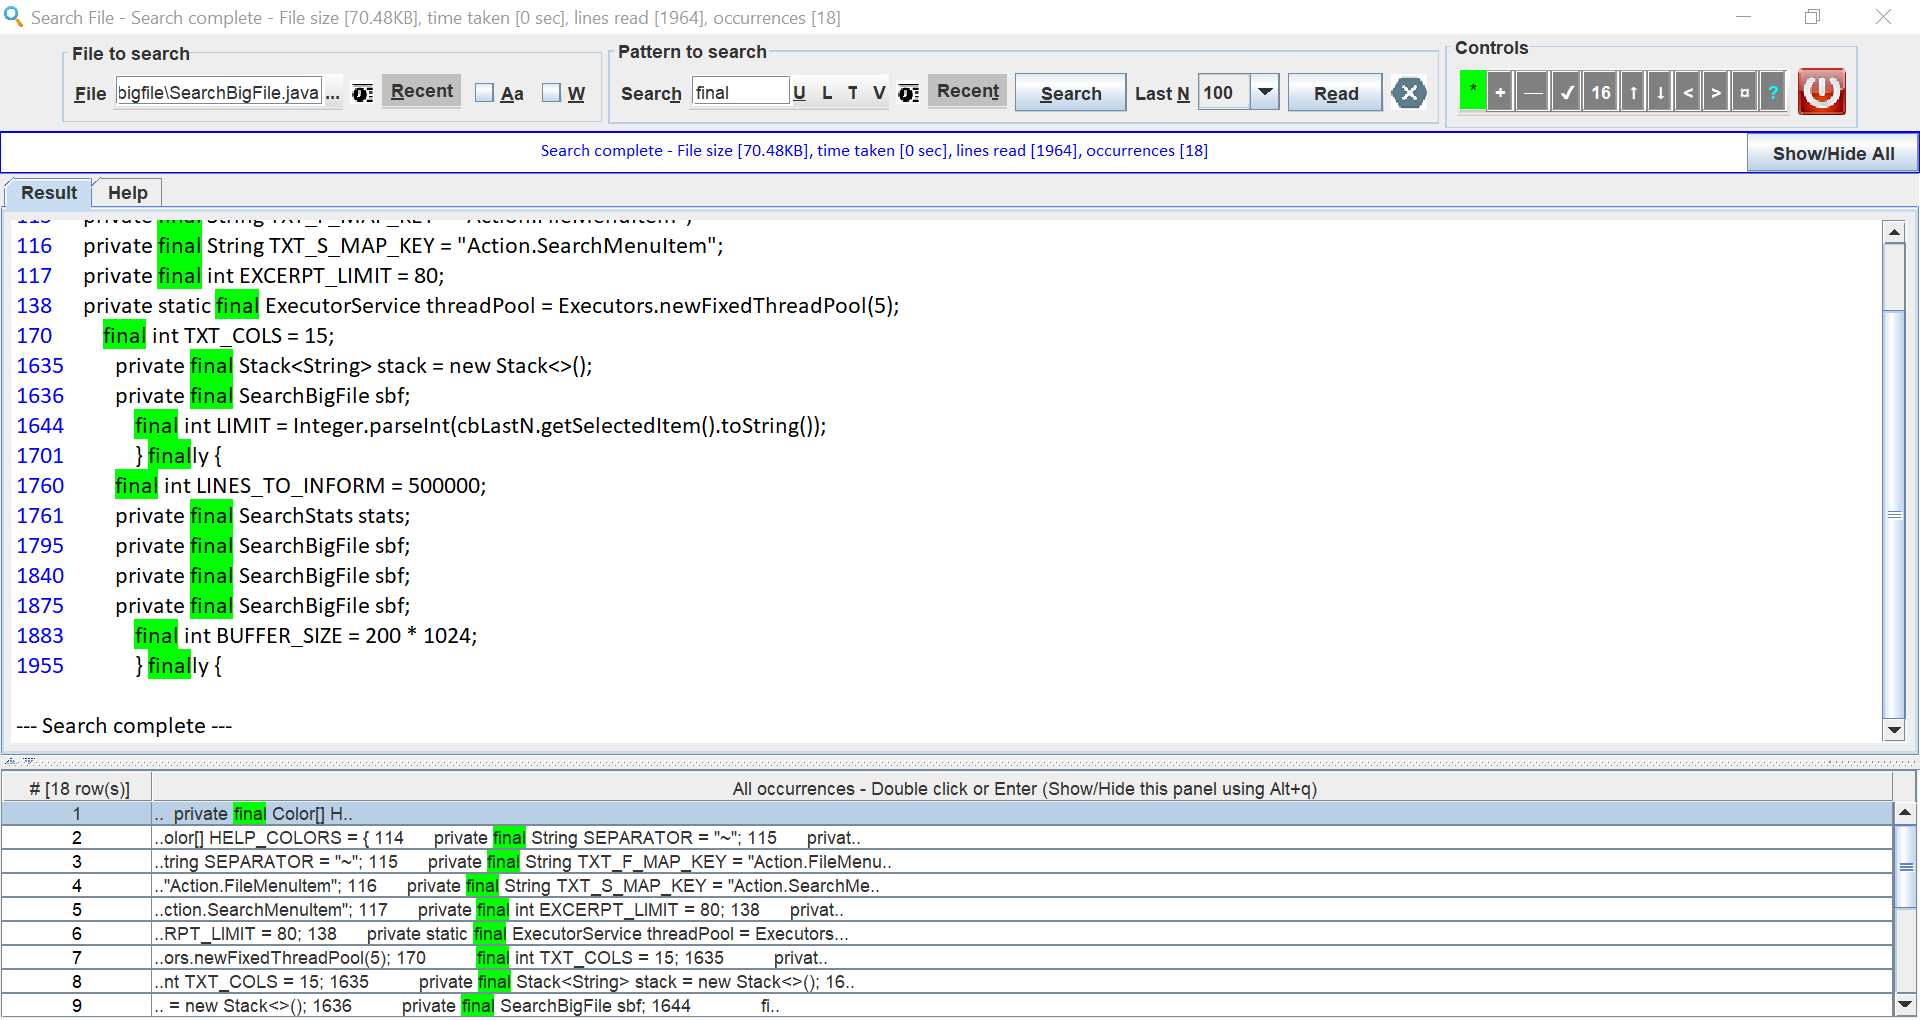 Search File - Search complete - File size [70.48KB], time taken [0 sec], lines read [1964], occurrences [18]
File to search
Pattern to search
Controls
File bigfile\SearchBigFile.java ... Recent Aa W
Search final U L T V Recent Search Last N 100 Read
* + — ✓ 16 ↑ ↓ < > ¤ ?
Search complete - File size [70.48KB], time taken [0 sec], lines read [1964], occurrences [18]
Show/Hide All
Result Help
115 private final String TXT_F_MAP_KEY = "Action.FileMenuItem";
116 private final String TXT_S_MAP_KEY = "Action.SearchMenuItem";
117 private final int EXCERPT_LIMIT = 80;
138 private static final ExecutorService threadPool = Executors.newFixedThreadPool(5);
170 final int TXT_COLS = 15;
1635 private final Stack<String> stack = new Stack<>();
1636 private final SearchBigFile sbf;
1644 final int LIMIT = Integer.parseInt(cbLastN.getSelectedItem().toString());
1701 } finally {
1760 final int LINES_TO_INFORM = 500000;
1761 private final SearchStats stats;
1795 private final SearchBigFile sbf;
1840 private final SearchBigFile sbf;
1875 private final SearchBigFile sbf;
1883 final int BUFFER_SIZE = 200 * 1024;
1955 } finally {
--- Search complete ---
# [18 row(s)] All occurrences - Double click or Enter (Show/Hide this panel using Alt+q)
1 .. private final Color[] H..
2 ..olor[] HELP_COLORS = { 114 private final String SEPARATOR = "~"; 115 privat..
3 ..tring SEPARATOR = "~"; 115 private final String TXT_F_MAP_KEY = "Action.FileMenu..
4 .."Action.FileMenuItem"; 116 private final String TXT_S_MAP_KEY = "Action.SearchMe..
5 ..ction.SearchMenuItem"; 117 private final int EXCERPT_LIMIT = 80; 138 privat..
6 ..RPT_LIMIT = 80; 138 private static final ExecutorService threadPool = Executors...
7 ..ors.newFixedThreadPool(5); 170 final int TXT_COLS = 15; 1635 privat..
8 ..nt TXT_COLS = 15; 1635 private final Stack<String> stack = new Stack<>(); 16..
9 .. = new Stack<>(); 1636 private final SearchBigFile sbf; 1644 fi..